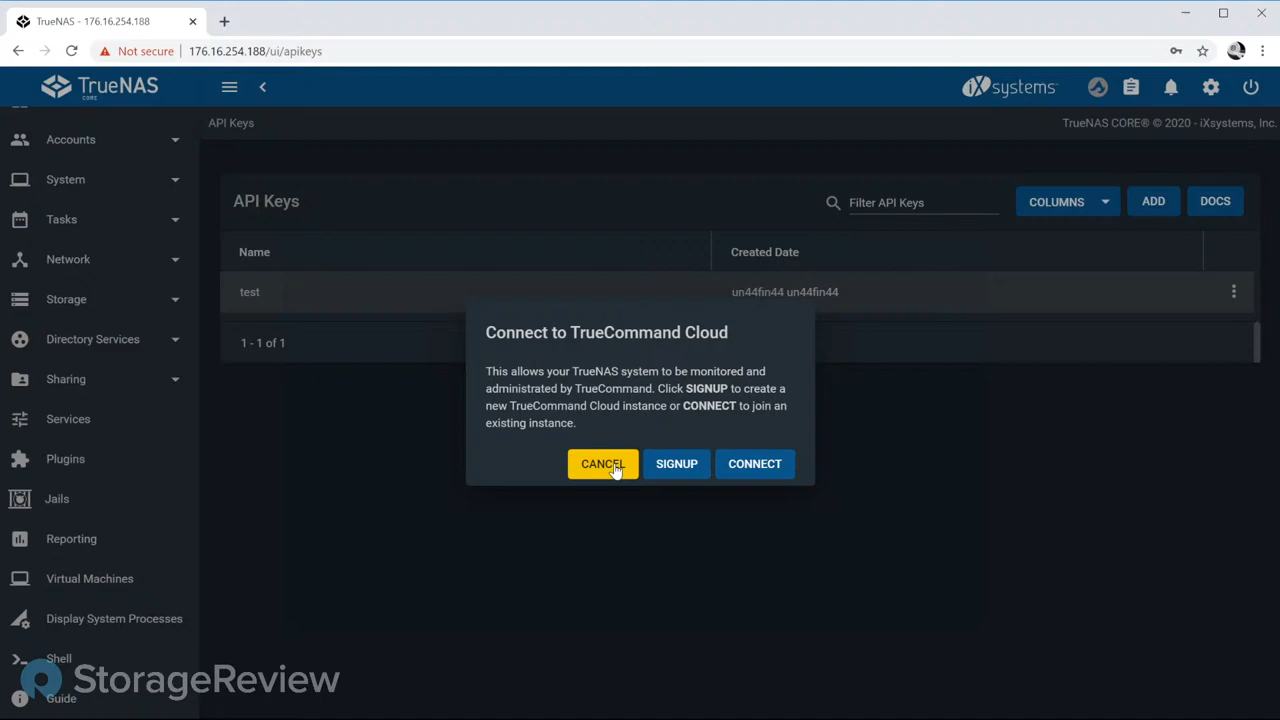 TrueNAS - 176.16.254.188
Not secure
176.16.254.188/ui/apikeys
TrueNAS
CORE
iXsystems
API Keys
TrueNAS CORE® © 2020 - iXsystems, Inc.
Accounts
System
Tasks
Network
Storage
Directory Services
Sharing
Services
Plugins
Jails
Reporting
Virtual Machines
Display System Processes
Shell
Guide
API Keys
Filter API Keys
COLUMNS
ADD
DOCS
Name
Created Date
test
un44fin44 un44fin44
1 - 1 of 1
Connect to TrueCommand Cloud
This allows your TrueNAS system to be monitored and
administrated by TrueCommand. Click SIGNUP to create a
new TrueCommand Cloud instance or CONNECT to join an
existing instance.
CANCEL
SIGNUP
CONNECT
StorageReview